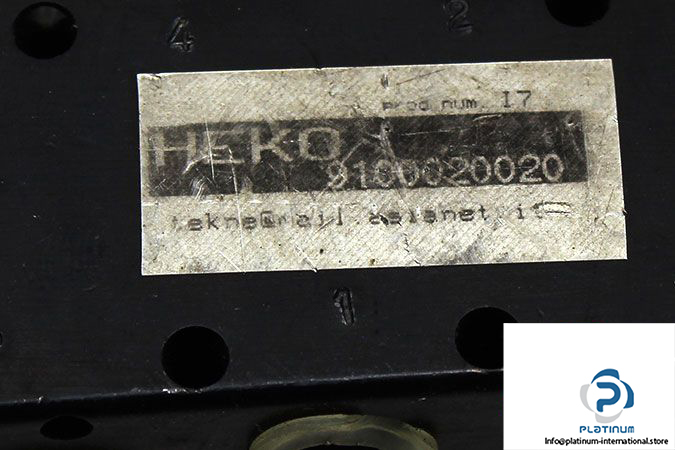 4 2
prod num. I7
HEKO
9100020020
1
PLATINUM
Info@platinum-international.store